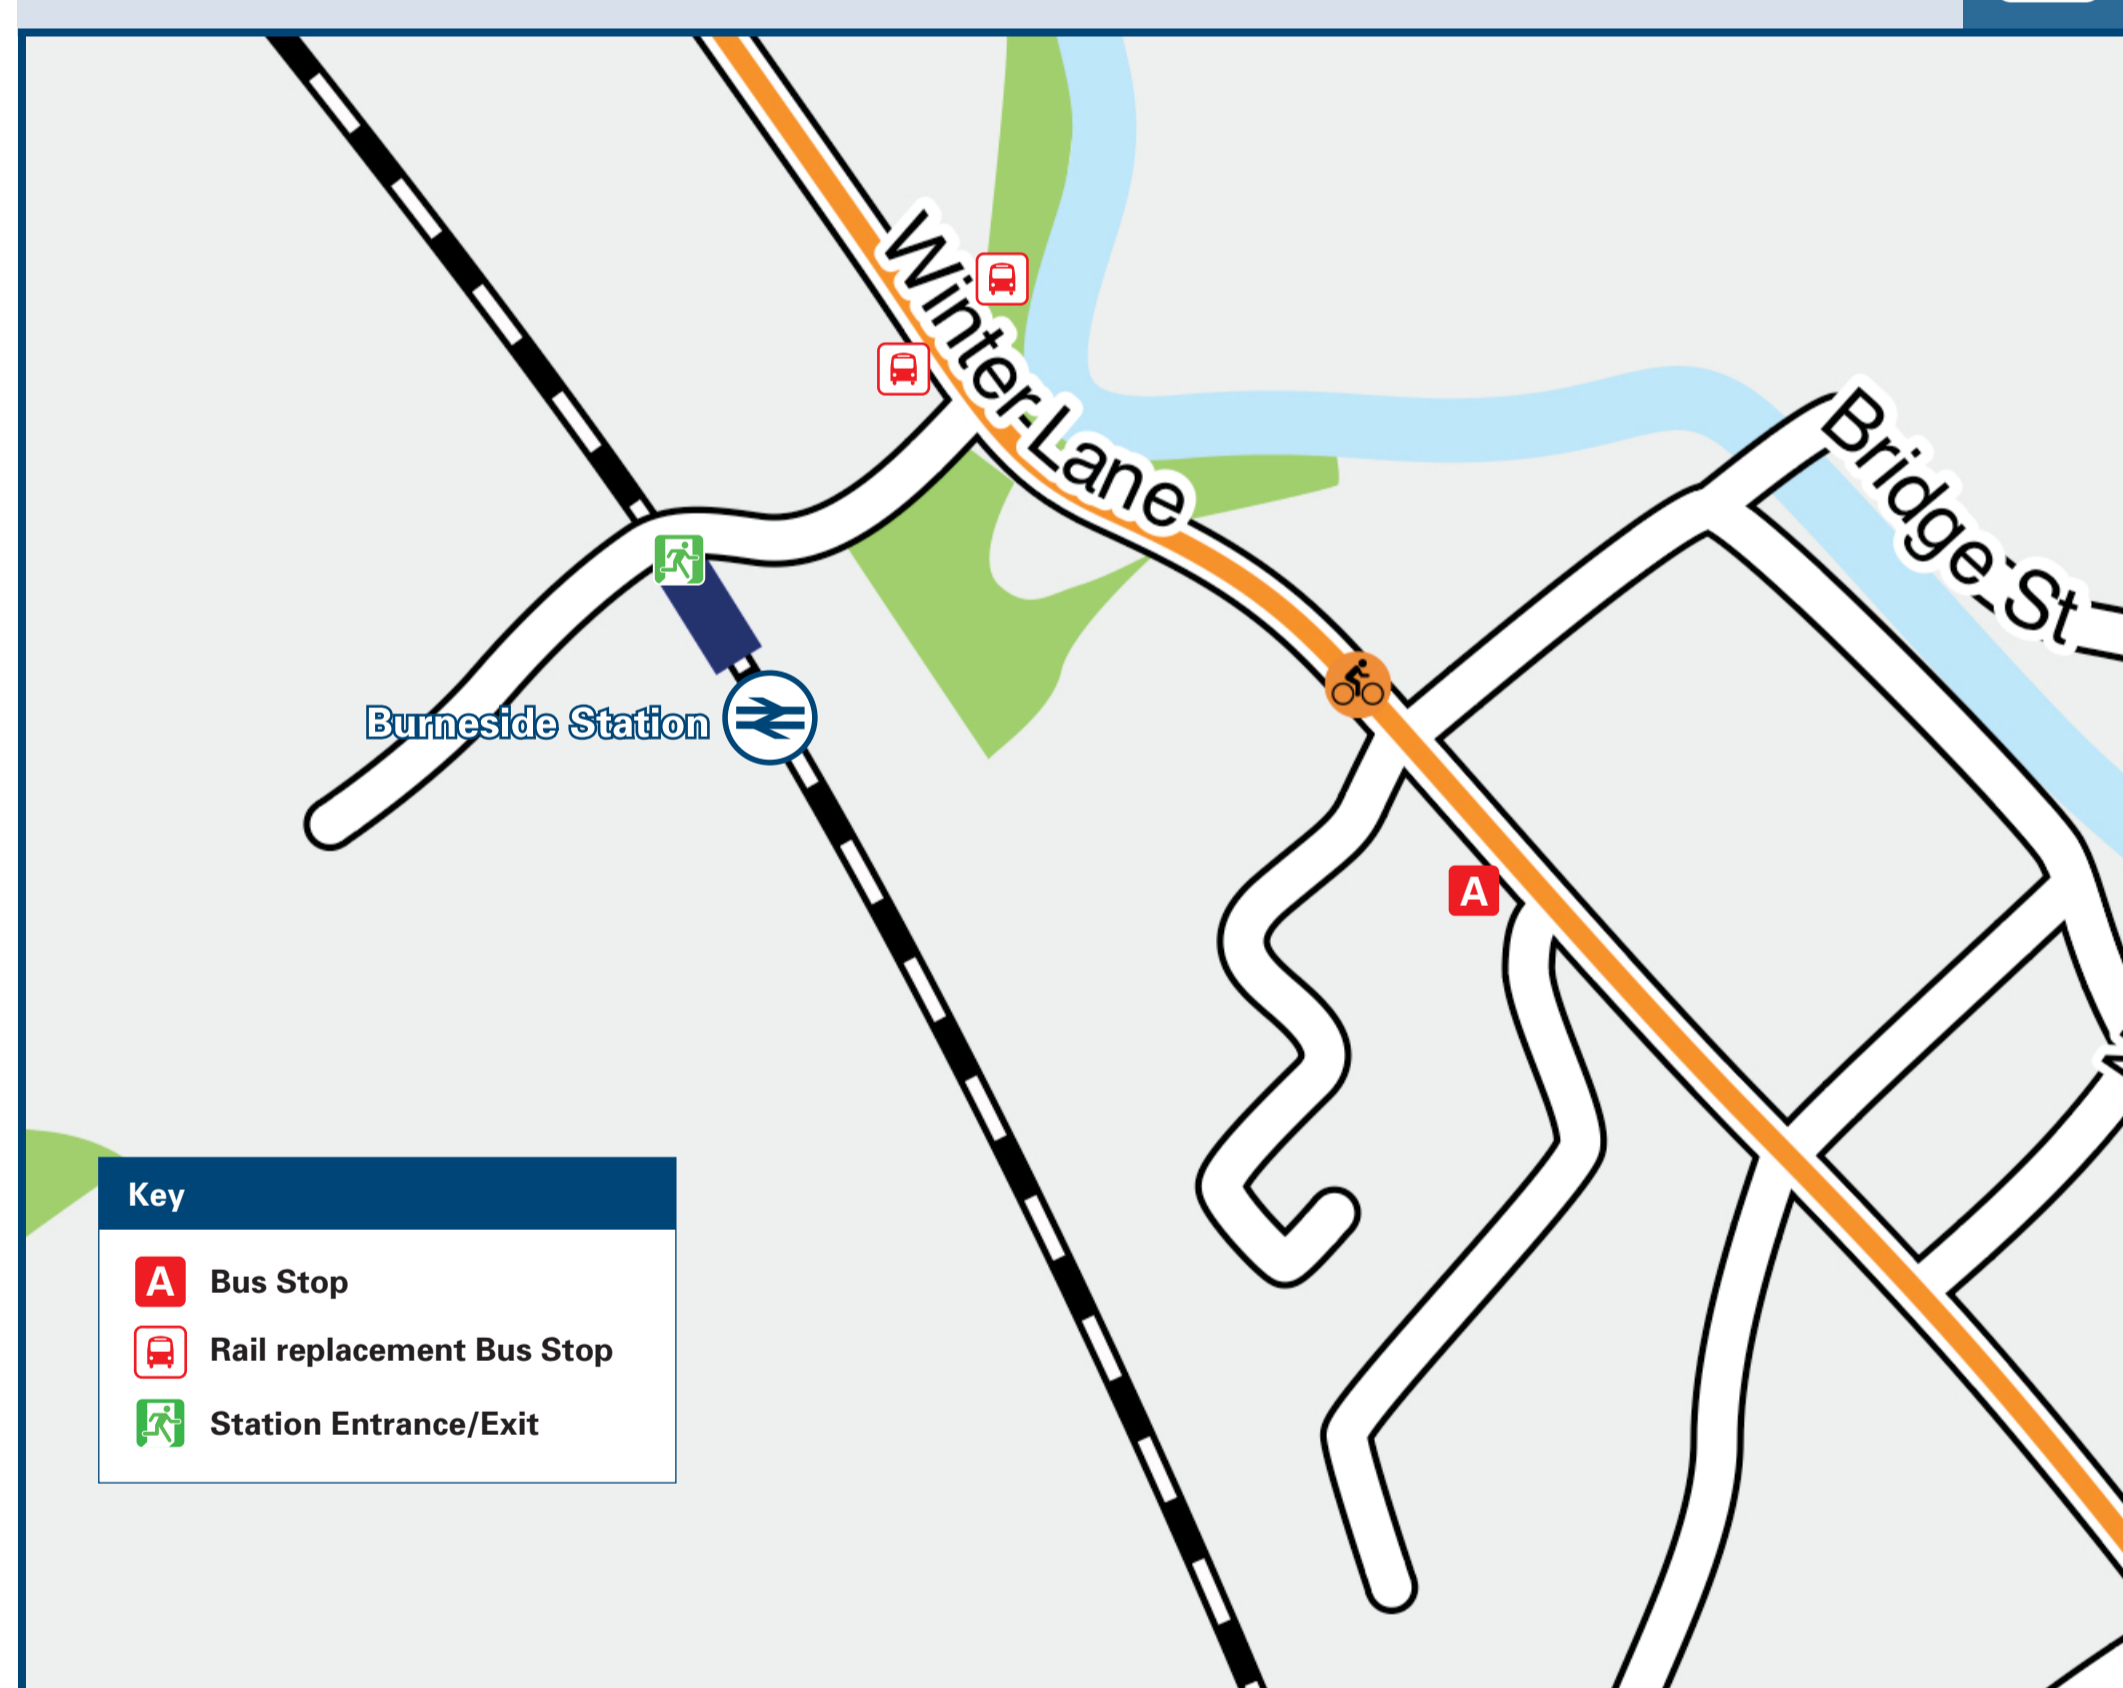 Winter Lane
Bridge St
Burneside Station
A
Key
A Bus Stop
Rail replacement Bus Stop
Station Entrance/Exit